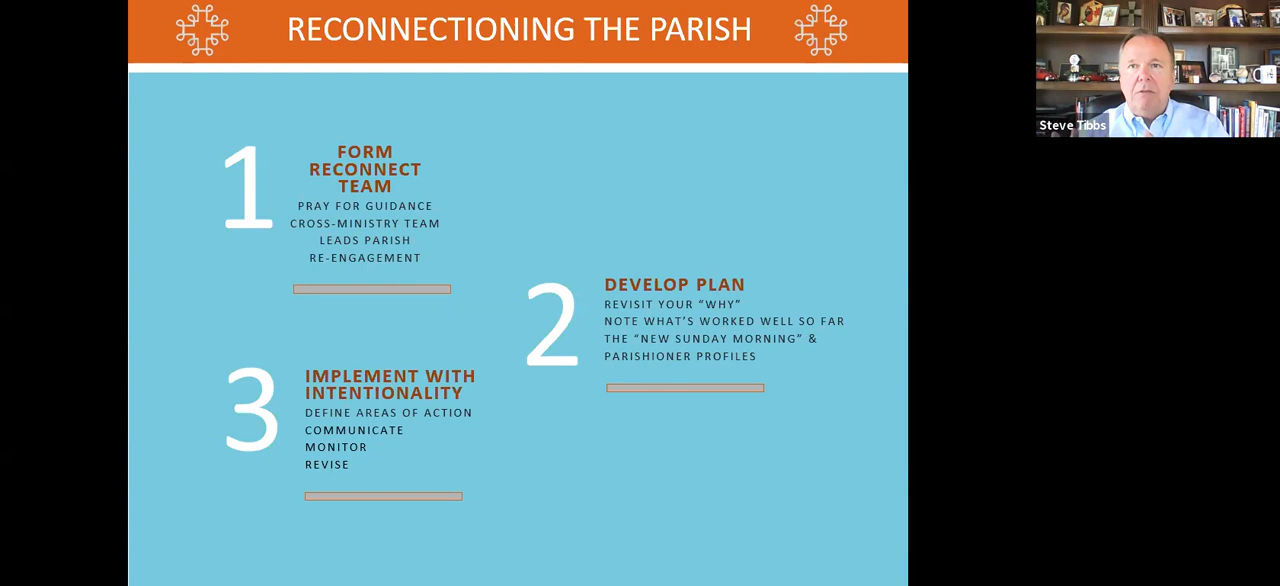 RECONNECTIONING THE PARISH
Steve Tibbs
1
FORM
RECONNECT
TEAM
PRAY FOR GUIDANCE
CROSS-MINISTRY TEAM
LEADS PARISH
RE-ENGAGEMENT
2
DEVELOP PLAN
REVISIT YOUR “WHY”
NOTE WHAT’S WORKED WELL SO FAR
THE “NEW SUNDAY MORNING” &
PARISHIONER PROFILES
3
IMPLEMENT WITH
INTENTIONALITY
DEFINE AREAS OF ACTION
COMMUNICATE
MONITOR
REVISE